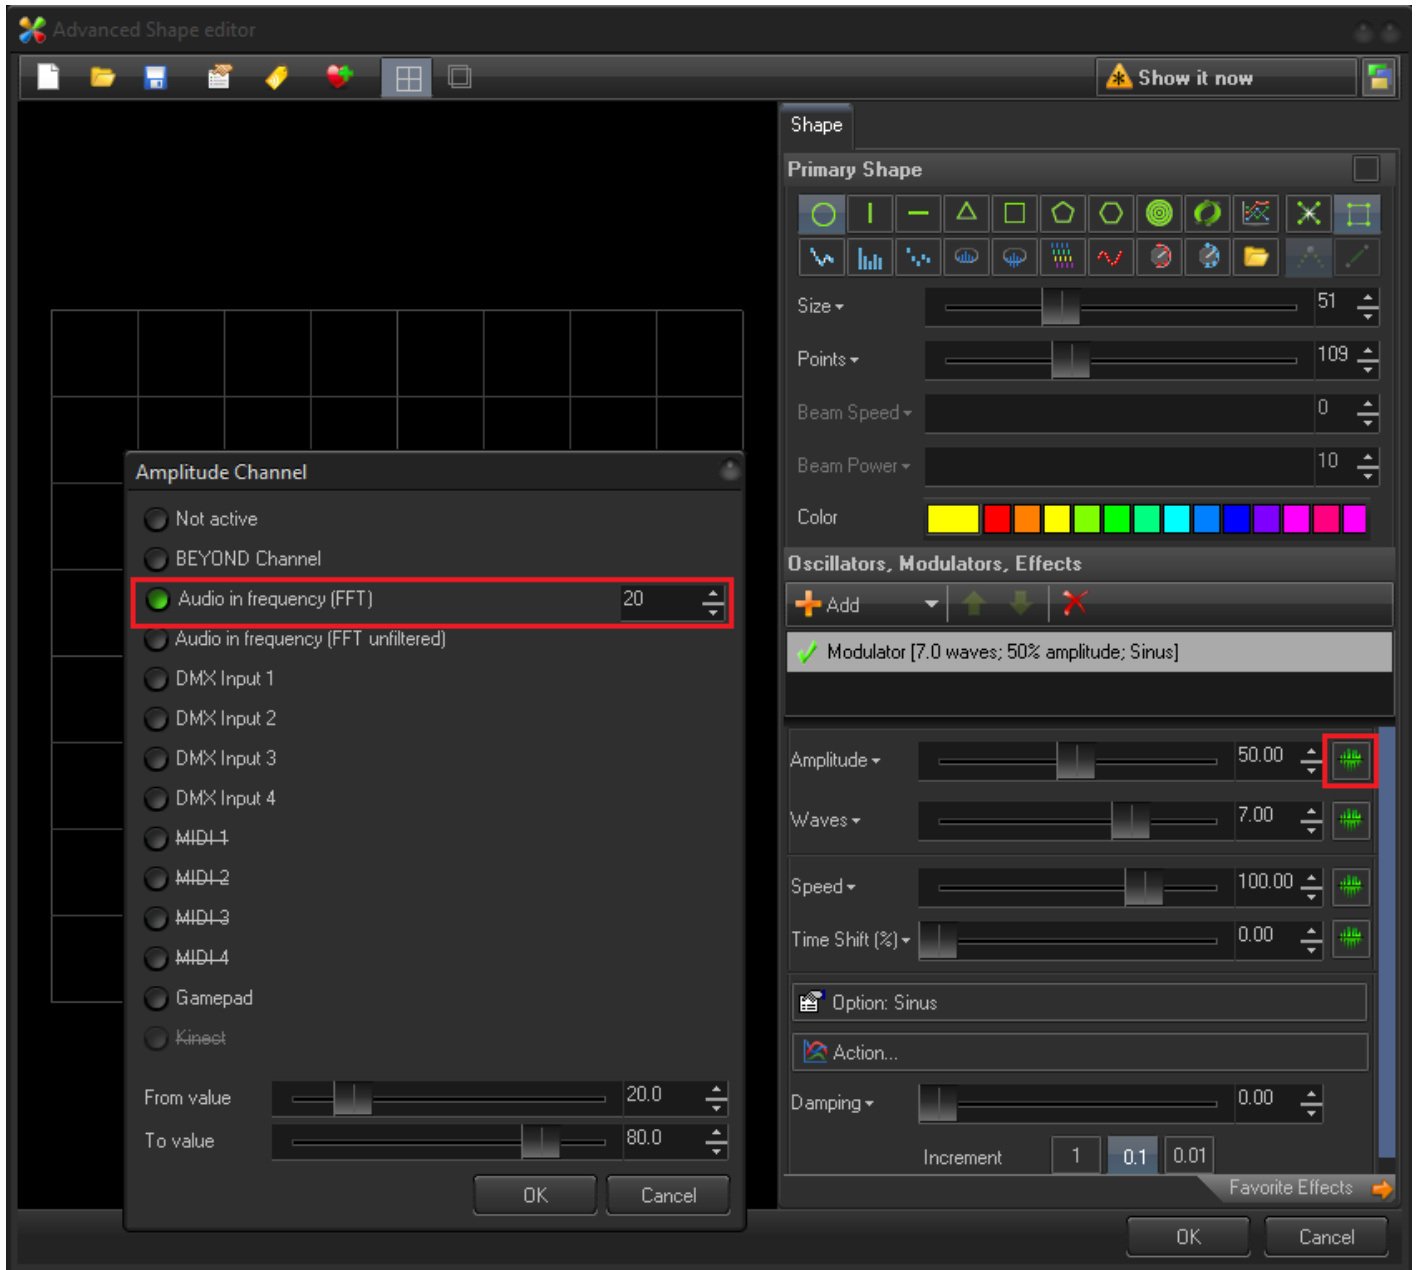 Advanced Shape editor
Show it now
Shape
Primary Shape
Size 51
Points 109
Beam Speed 0
Beam Power 10
Color
Oscillators, Modulators, Effects
Add
Modulator [7.0 waves; 50% amplitude; Sinus]
Amplitude 50.00
Waves 7.00
Speed 100.00
Time Shift (%) 0.00
Option: Sinus
Action...
Damping 0.00
Increment 1 0.1 0.01
Favorite Effects
OK Cancel
Amplitude Channel
Not active
BEYOND Channel
Audio in frequency (FFT) 20
Audio in frequency (FFT unfiltered)
DMX Input 1
DMX Input 2
DMX Input 3
DMX Input 4
MIDI 1
MIDI 2
MIDI 3
MIDI 4
Gamepad
Kinect
From value 20.0
To value 80.0
OK Cancel